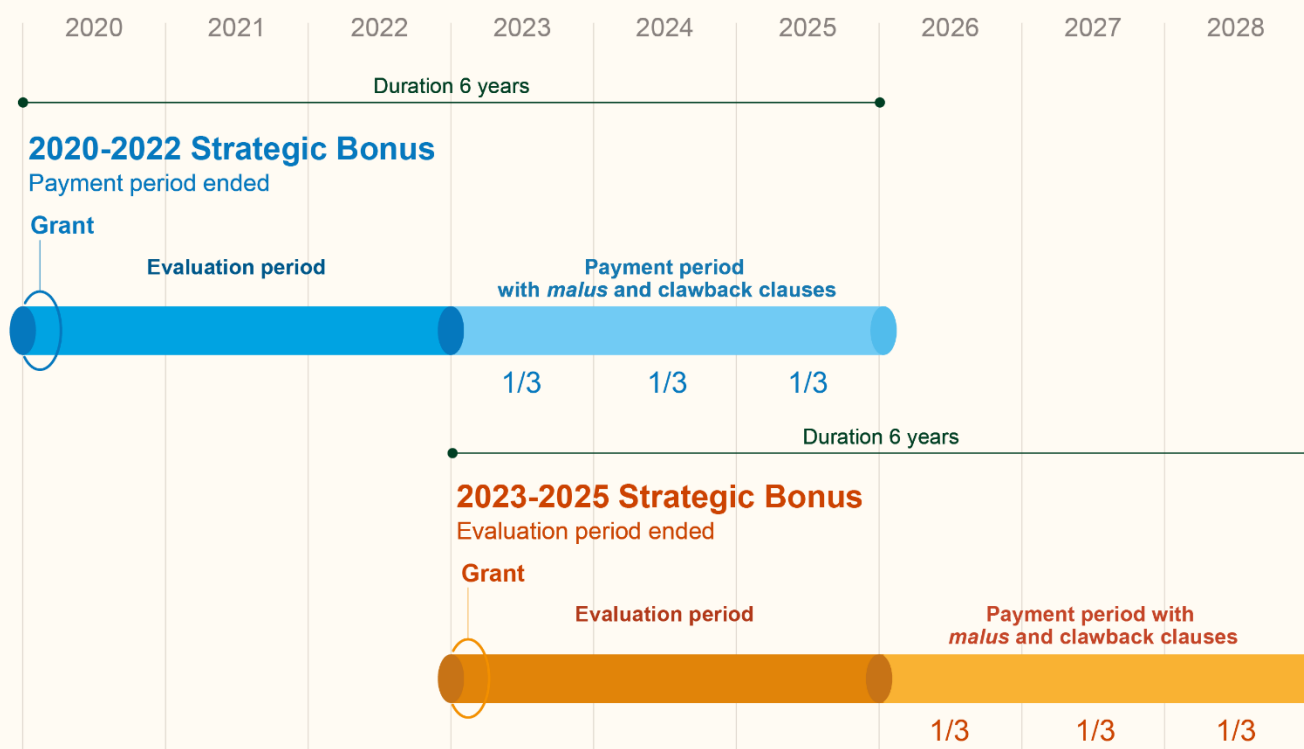 2020 2021 2022 2023 2024 2025 2026 2027 2028
Duration 6 years
2020-2022 Strategic Bonus
Payment period ended
Grant
Evaluation period
Payment period
with malus and clawback clauses
1/3 1/3 1/3
Duration 6 years
2023-2025 Strategic Bonus
Evaluation period ended
Grant
Evaluation period
Payment period with
malus and clawback clauses
1/3 1/3 1/3